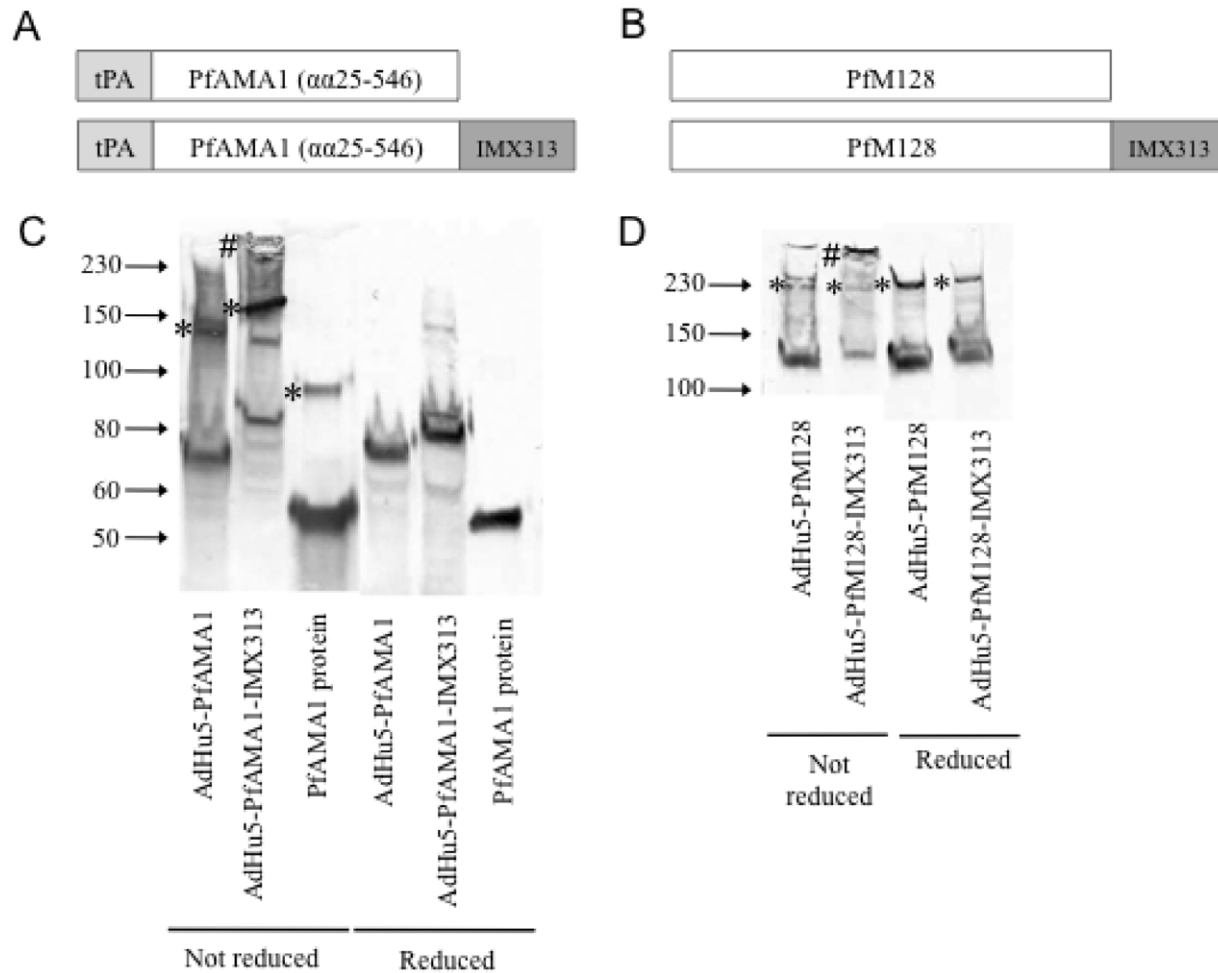 A
tPA
PfAMA1 (αα25-546)
tPA
PfAMA1 (αα25-546)
IMX313
B
PfM128
PfM128
IMX313
C
230
150
100
80
60
50
#
*
*
*
AdHu5-PfAMA1
AdHu5-PfAMA1-IMX313
PfAMA1 protein
AdHu5-PfAMA1
AdHu5-PfAMA1-IMX313
PfAMA1 protein
Not reduced
Reduced
D
230
150
100
#
*
*
*
*
AdHu5-PfM128
AdHu5-PfM128-IMX313
AdHu5-PfM128
AdHu5-PfM128-IMX313
Not
reduced
Reduced